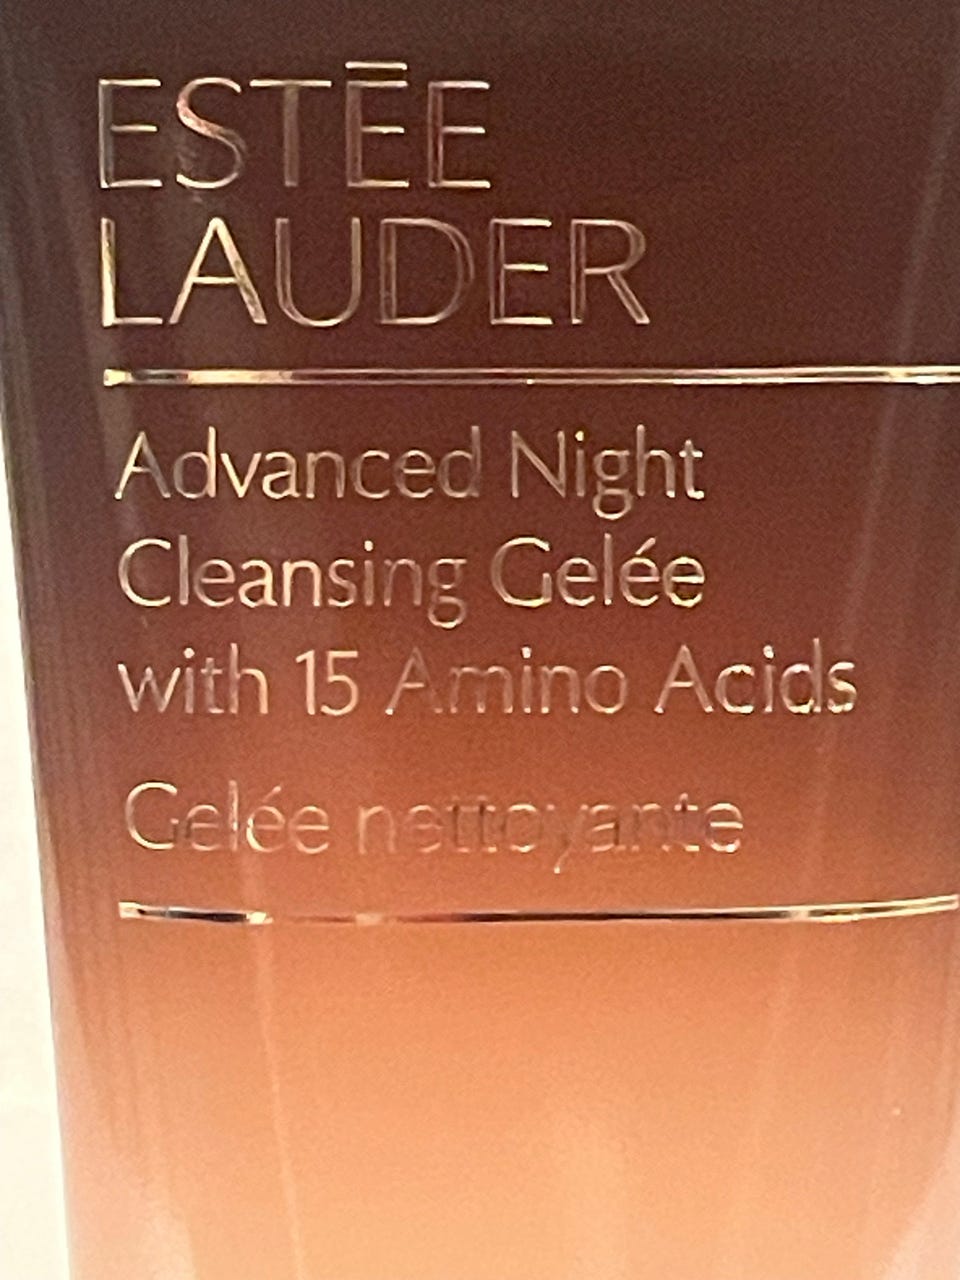 ESTĒE
LAUDER
Advanced Night
Cleansing Gelée
with 15 Amino Acids
Gelée nettoyante